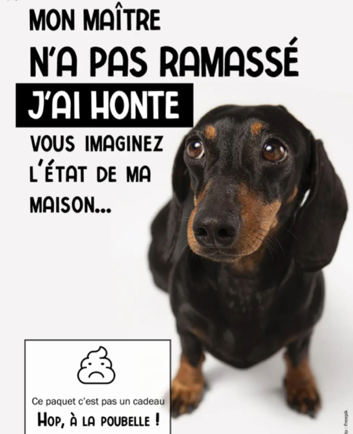 MON MAÎTRE
N'A PAS RAMASSÉ
J'AI HONTE
VOUS IMAGINEZ
L'ÉTAT DE MA
MAISON...
Ce paquet c'est pas un cadeau
HOP, À LA POUBELLE !